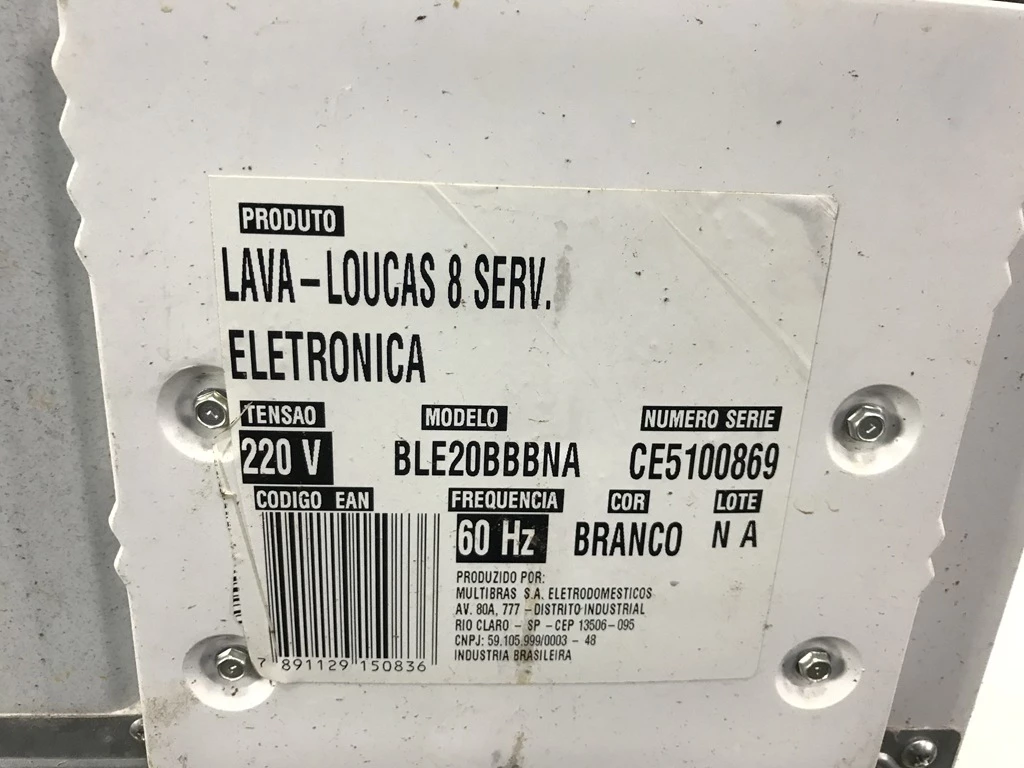 PRODUTO
LAVA-LOUCAS 8 SERV.
ELETRONICA
TENSAO MODELO NUMERO SERIE
220 V BLE20BBBNA CE5100869
CODIGO EAN FREQUENCIA COR LOTE
60 Hz BRANCO N A
PRODUZIDO POR:
MULTIBRAS S.A. ELETRODOMESTICOS
AV. 80A, 777 - DISTRITO INDUSTRIAL
RIO CLARO - SP - CEP 13506-095
CNPJ: 59.105.999/0003 - 48
INDUSTRIA BRASILEIRA
7 891129 150836